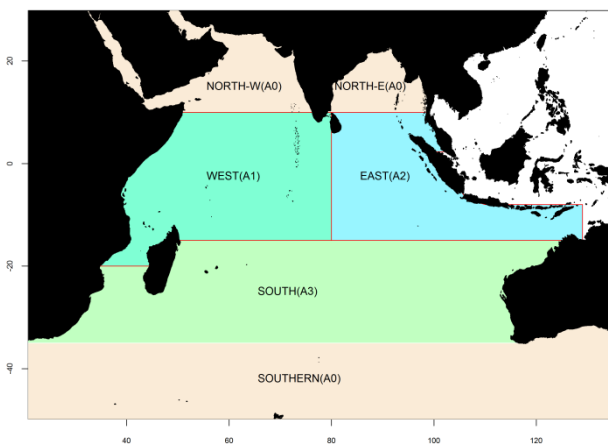 20
0
-20
-40
NORTH-W(A0) NORTH-E(A0)
WEST(A1) EAST(A2)
SOUTH(A3)
SOUTHERN(A0)
40 60 80 100 120